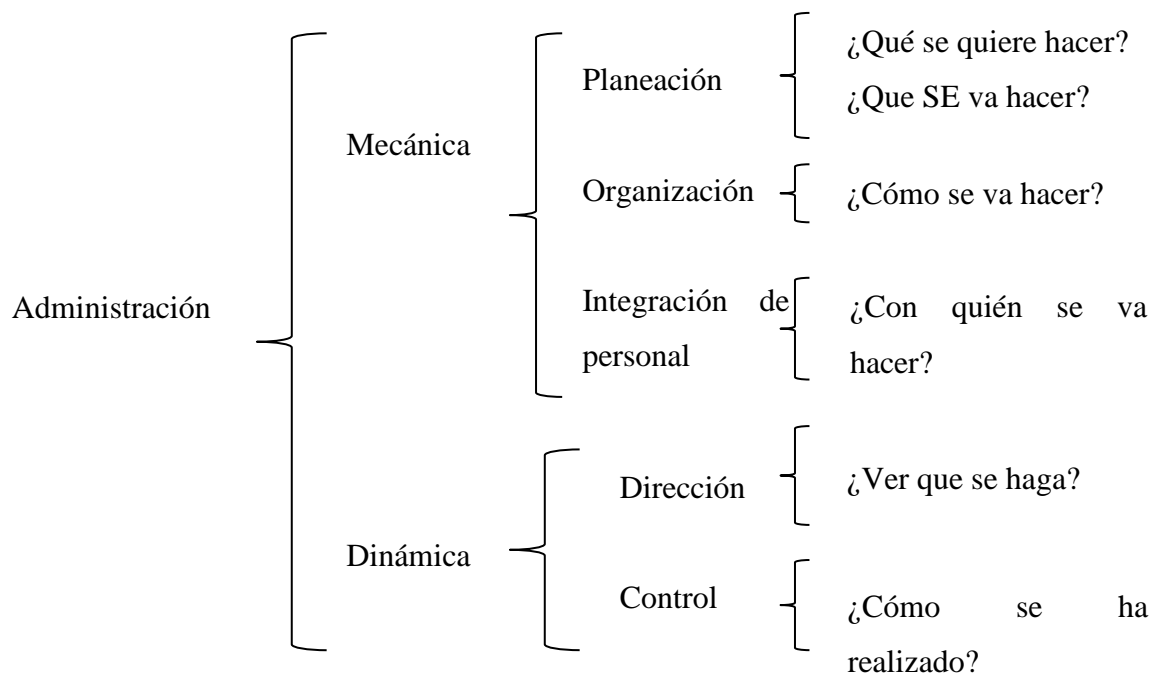 Administración
Mecánica
Planeación
¿Qué se quiere hacer?
¿Que SE va hacer?
Organización
¿Cómo se va hacer?
Integración de
personal
¿Con quién se va
hacer?
Dinámica
Dirección
¿Ver que se haga?
Control
¿Cómo se ha
realizado?